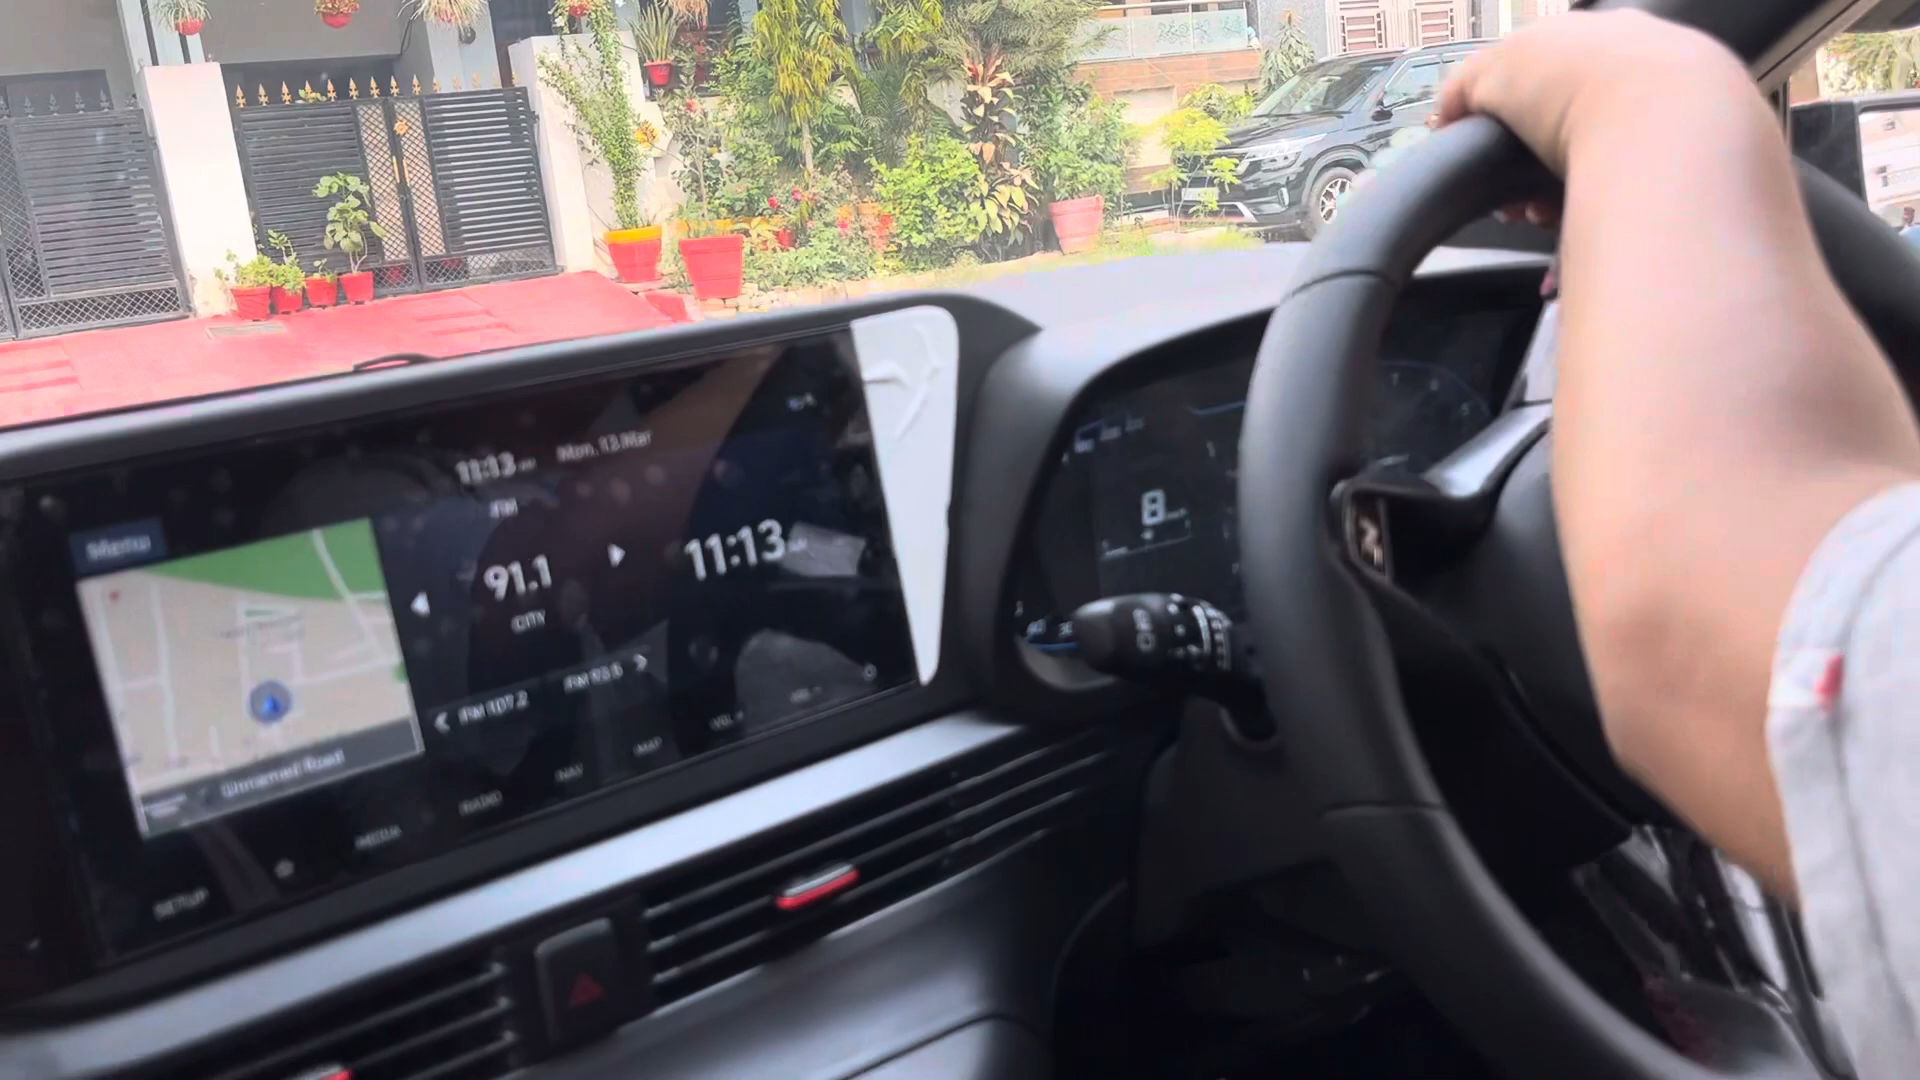 11:13
Mon, 13 Mar
FM
Menu
91.1
11:13
CITY
FM 107.2
FM 93.5
Unnamed Road
SETUP
MEDIA
RADIO
NAV
MAP
VOL
8